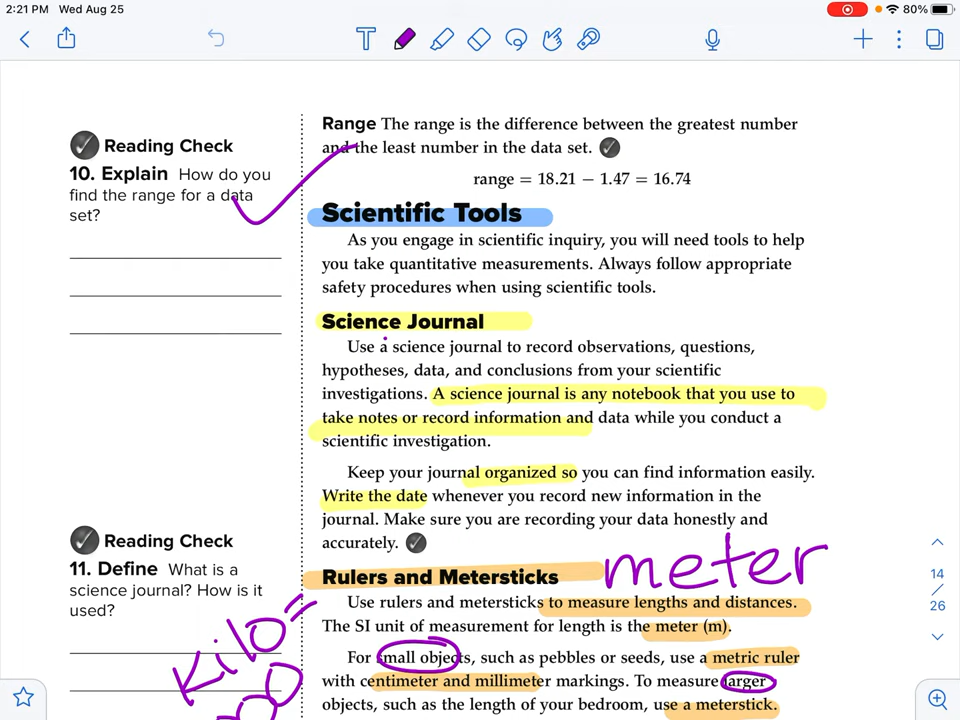 2:21 PM Wed Aug 25
80%
T
Reading Check
10. Explain How do you
find the range for a data
set?
Range The range is the difference between the greatest number
and the least number in the data set.
range = 18.21 − 1.47 = 16.74
Scientific Tools
As you engage in scientific inquiry, you will need tools to help
you take quantitative measurements. Always follow appropriate
safety procedures when using scientific tools.
Science Journal
Use a science journal to record observations, questions,
hypotheses, data, and conclusions from your scientific
investigations. A science journal is any notebook that you use to
take notes or record information and data while you conduct a
scientific investigation.
Keep your journal organized so you can find information easily.
Write the date whenever you record new information in the
journal. Make sure you are recording your data honestly and
accurately.
Reading Check
11. Define What is a
science journal? How is it
used?
Kilo=
meter
Rulers and Metersticks
Use rulers and metersticks to measure lengths and distances.
The SI unit of measurement for length is the meter (m).
For small objects, such as pebbles or seeds, use a metric ruler
with centimeter and millimeter markings. To measure larger
objects, such as the length of your bedroom, use a meterstick.
14
/
26